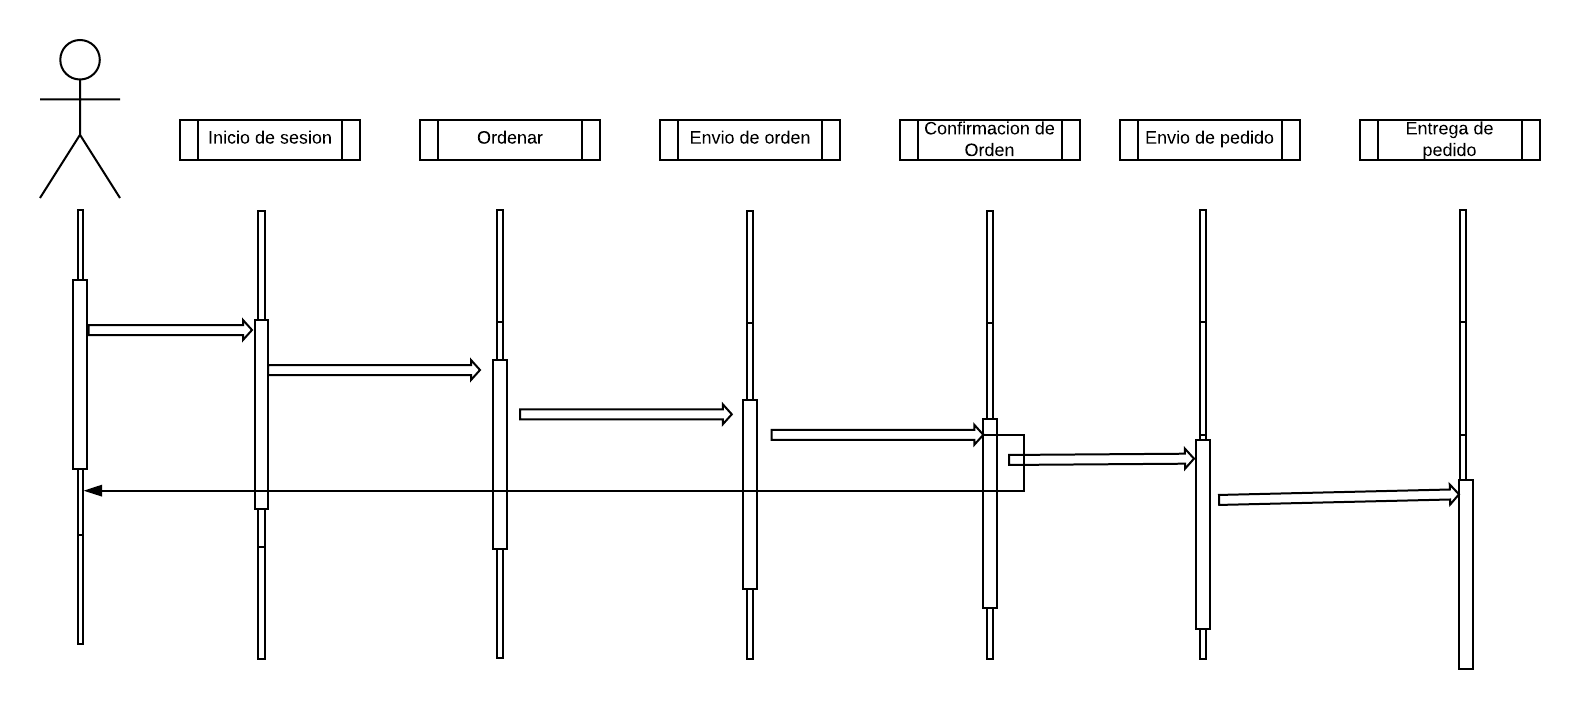 Inicio de sesion
Ordenar
Envio de orden
Confirmacion de
Orden
Envio de pedido
Entrega de
pedido